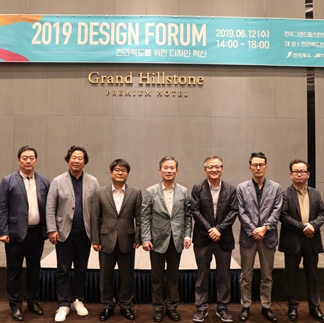 2019 DESIGN FORUM
전라북도를 위한 디자인 혁신
2019.06.12(수)
14:00 - 18:00
Grand Hillstone
PREMIUM HOTEL